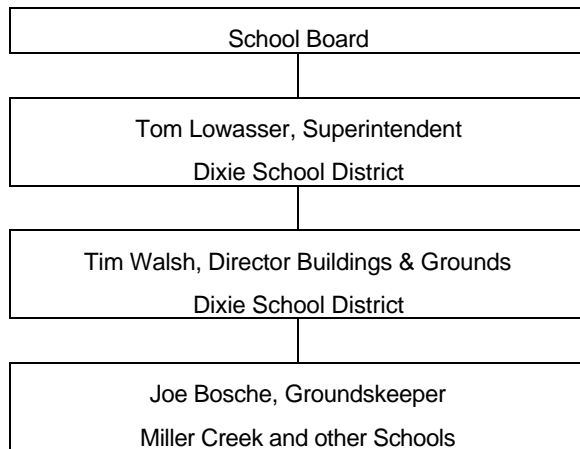 School Board
Tom Lowasser, Superintendent
Dixie School District
Tim Walsh, Director Buildings & Grounds
Dixie School District
Joe Bosche, Groundskeeper
Miller Creek and other Schools